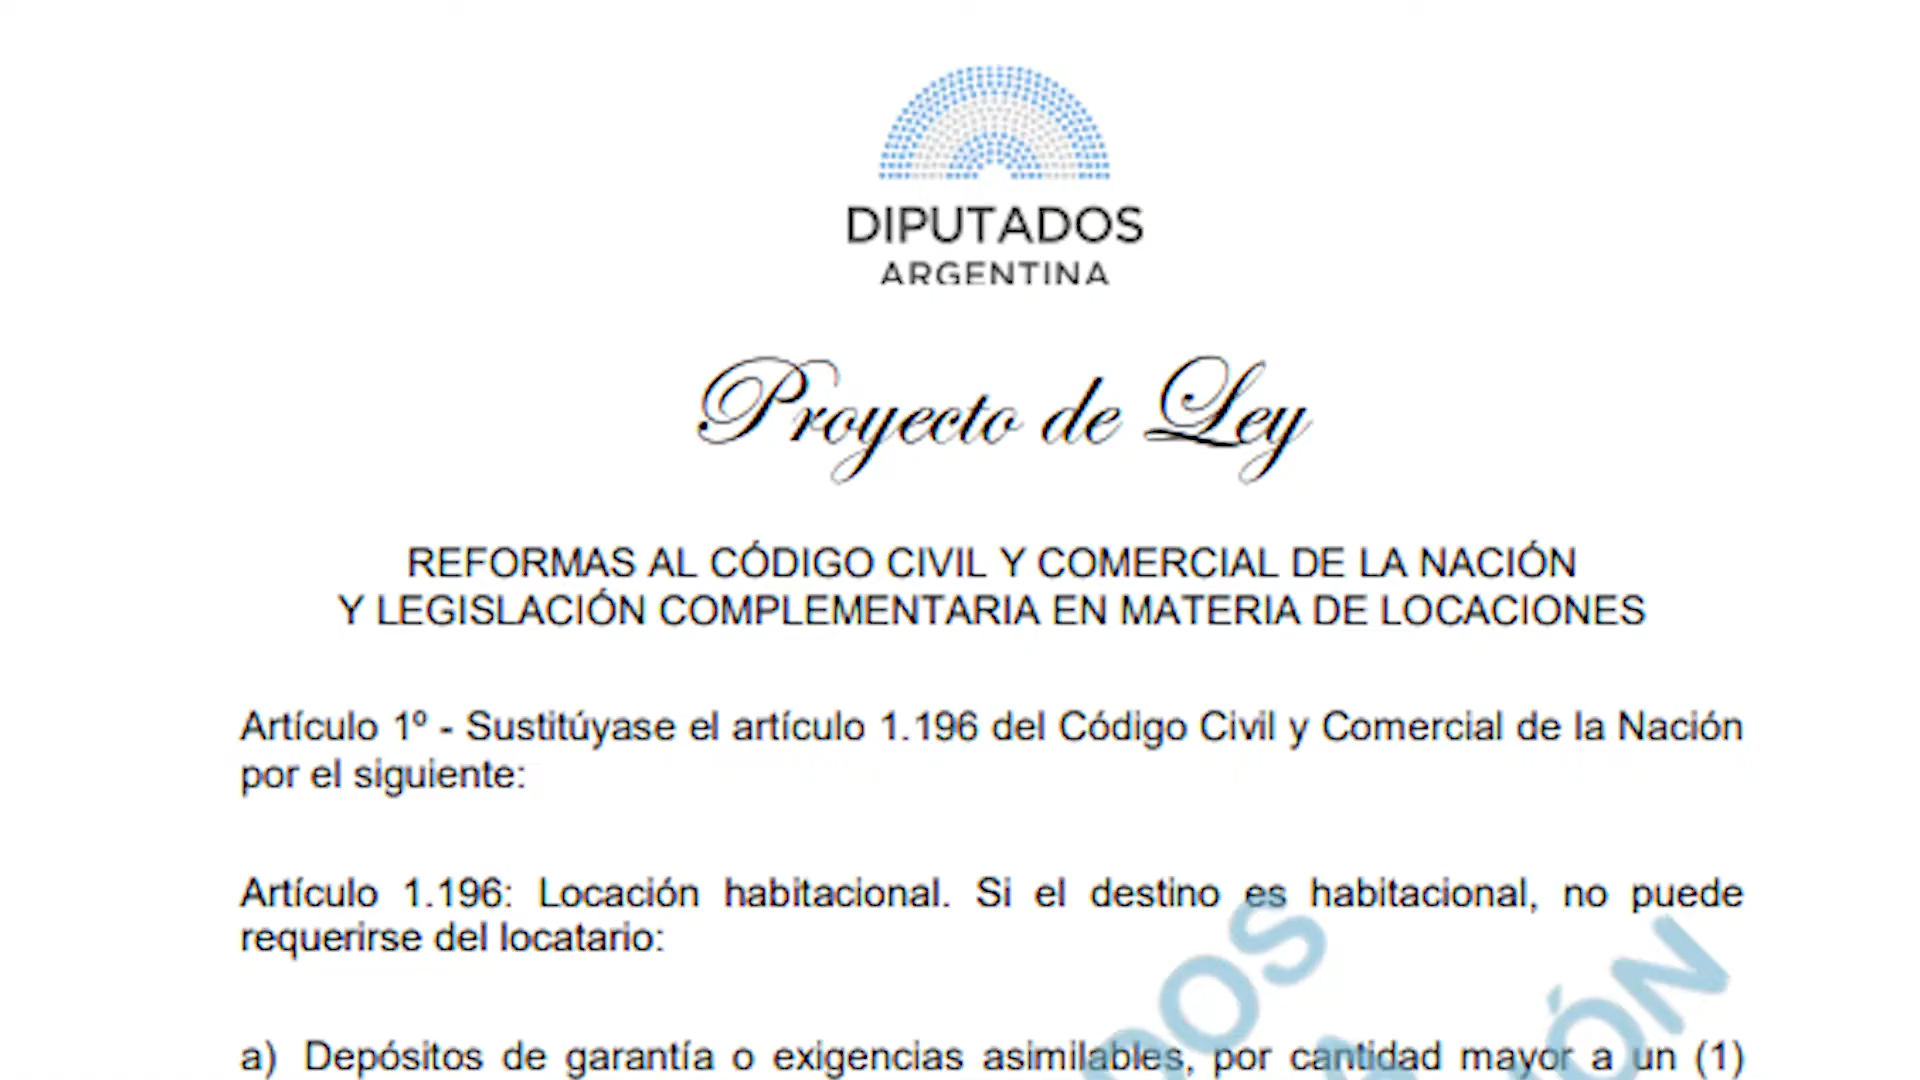 DIPUTADOS
ARGENTINA
Proyecto de Ley
REFORMAS AL CÓDIGO CIVIL Y COMERCIAL DE LA NACIÓN
Y LEGISLACIÓN COMPLEMENTARIA EN MATERIA DE LOCACIONES
Artículo 1º - Sustitúyase el artículo 1.196 del Código Civil y Comercial de la Nación
por el siguiente:
Artículo 1.196: Locación habitacional. Si el destino es habitacional, no puede
requerirse del locatario:
a) Depósitos de garantía o exigencias asimilables, por cantidad mayor a un (1)